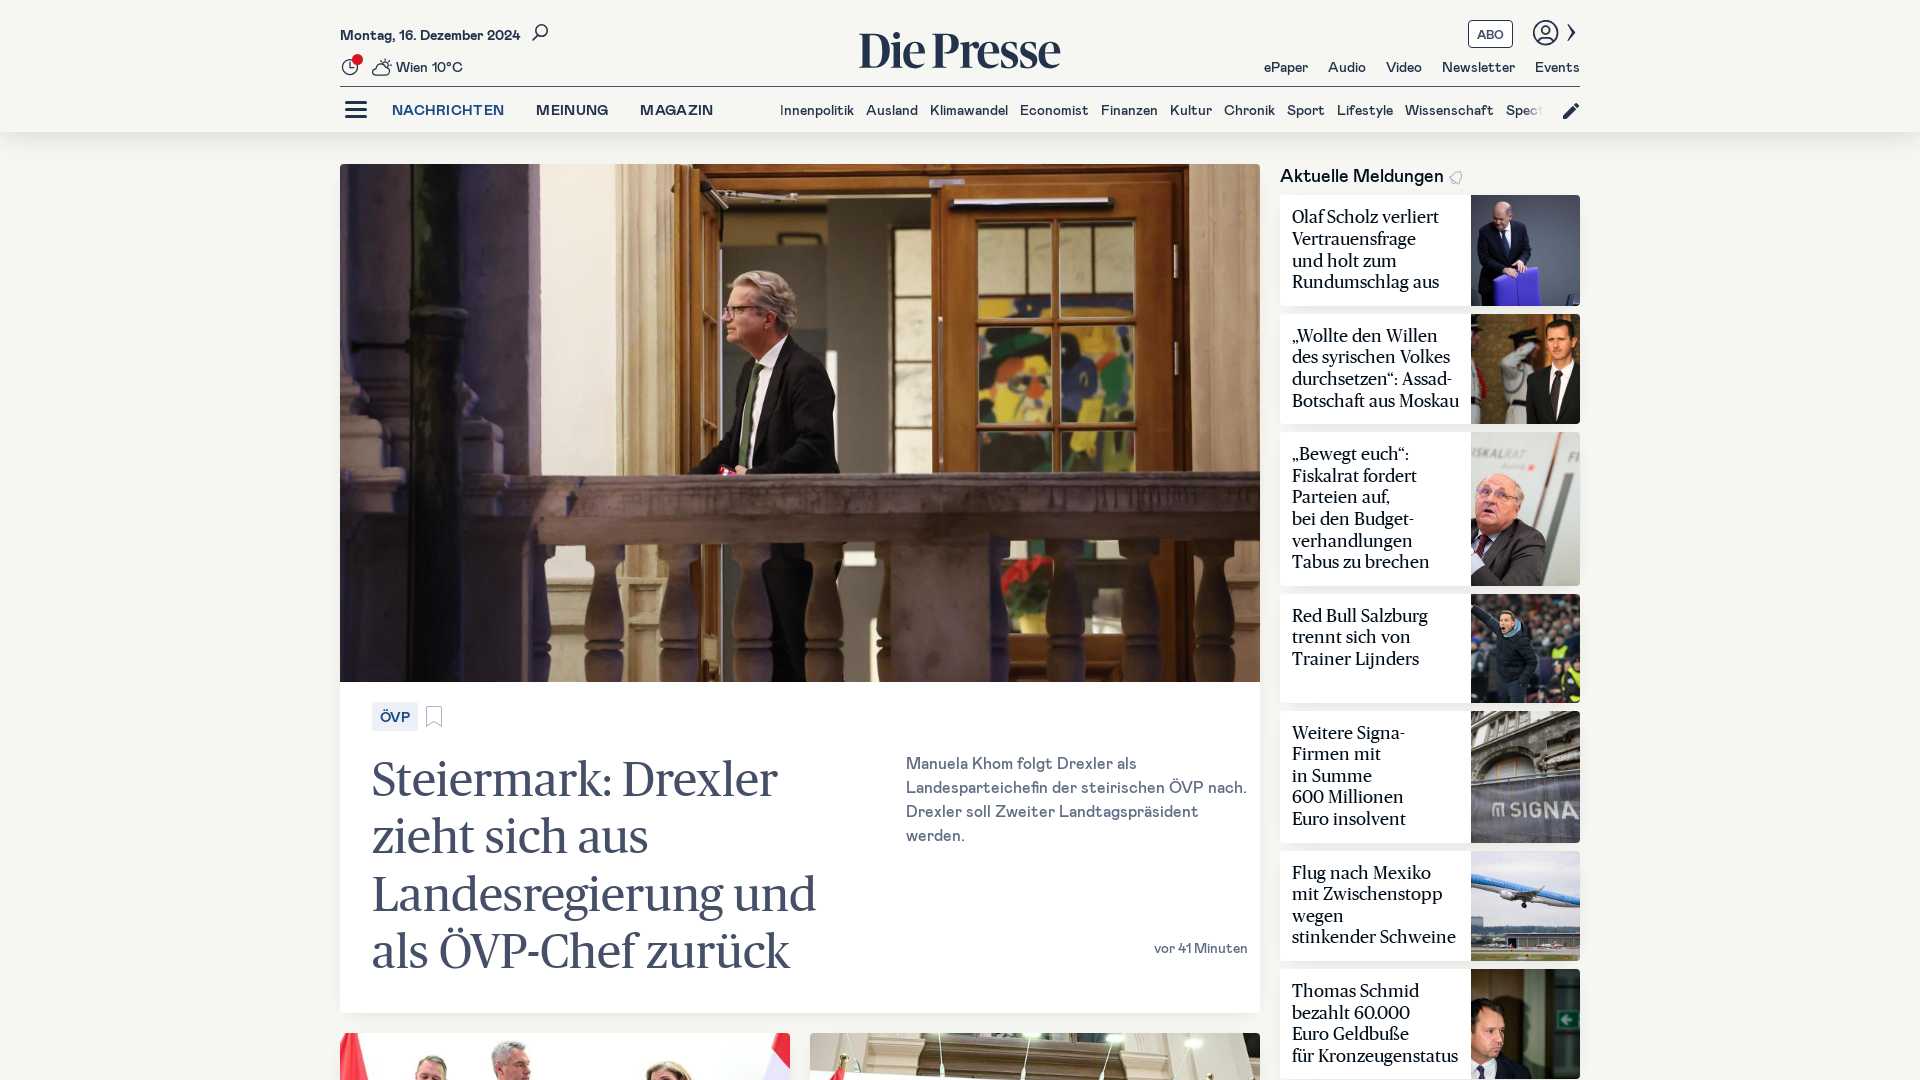 Montag, 16. Dezember 2024
Wien 10°C
Die Presse
ABO
ePaper Audio Video Newsletter Events
NACHRICHTEN MEINUNG MAGAZIN
Innenpolitik Ausland Klimawandel Economist Finanzen Kultur Chronik Sport Lifestyle Wissenschaft Spect
ÖVP
Steiermark: Drexler
zieht sich aus
Landesregierung und
als ÖVP-Chef zurück
Manuela Khom folgt Drexler als
Landesparteichefin der steirischen ÖVP nach.
Drexler soll Zweiter Landtagspräsident
werden.
vor 41 Minuten
Aktuelle Meldungen
Olaf Scholz verliert
Vertrauensfrage
und holt zum
Rundumschlag aus
„Wollte den Willen
des syrischen Volkes
durchsetzen“: Assad-
Botschaft aus Moskau
„Bewegt euch“:
Fiskalrat fordert
Parteien auf,
bei den Budget-
verhandlungen
Tabus zu brechen
ISKALRAT
Red Bull Salzburg
trennt sich von
Trainer Lijnders
Weitere Signa-
Firmen mit
in Summe
600 Millionen
Euro insolvent
SIGNA
Flug nach Mexiko
mit Zwischenstopp
wegen
stinkender Schweine
Thomas Schmid
bezahlt 60.000
Euro Geldbuße
für Kronzeugenstatus